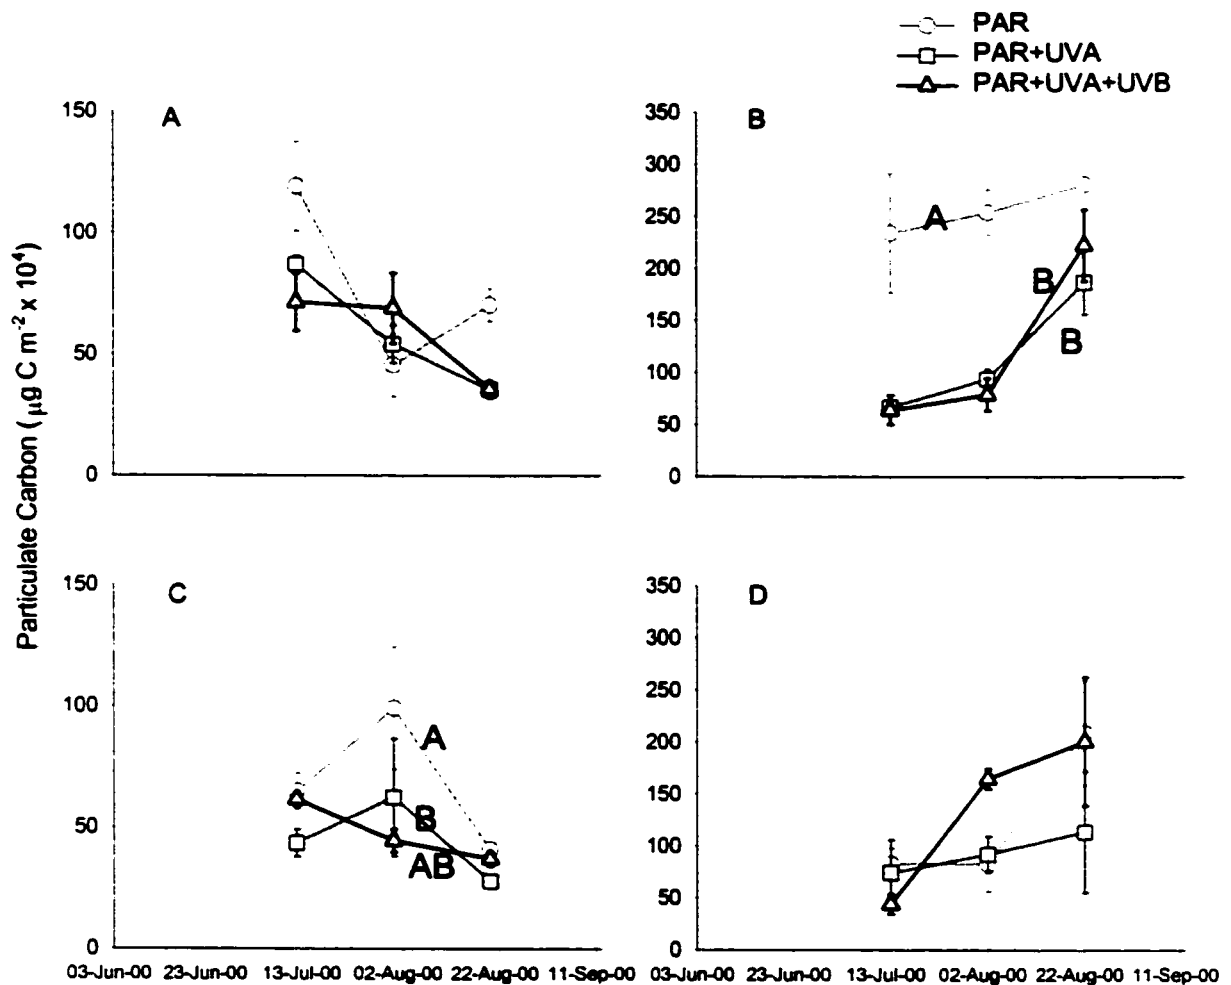 PAR
PAR+UVA
PAR+UVA+UVB
Particulate Carbon ( µg C m-2 x 10⁴)
A
150
100
50
0
B
350
300
250
200
150
100
50
0
A
B
B
C
150
100
50
0
A
B
AB
03-Jun-00 23-Jun-00 13-Jul-00 02-Aug-00 22-Aug-00 11-Sep-00
D
350
300
250
200
150
100
50
0
03-Jun-00 23-Jun-00 13-Jul-00 02-Aug-00 22-Aug-00 11-Sep-00